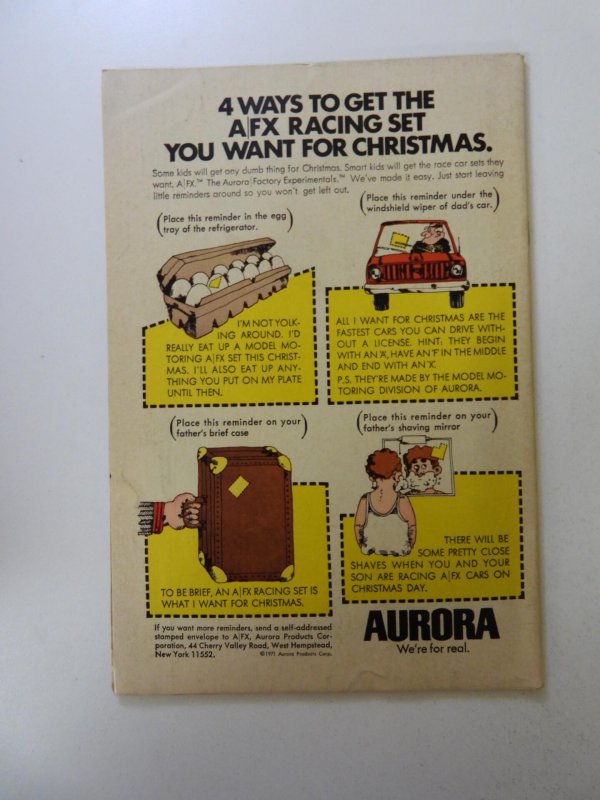 4 WAYS TO GET THE
A|FX RACING SET
YOU WANT FOR CHRISTMAS.
Some kids will get any dumb thing for Christmas. Smart kids will get the race car sets they
want. A|FX.™ The Aurora|Factory Experimentals.™ We've made it easy. Just start leaving
little reminders around so you won't get left out.
(Place this reminder in the egg
tray of the refrigerator.)
I'M NOT YOLK-
ING AROUND. I'D
REALLY EAT UP A MODEL MO-
TORING A|FX SET THIS CHRIST-
MAS. I'LL ALSO EAT UP ANY-
THING YOU PUT ON MY PLATE
UNTIL THEN.
(Place this reminder under the
windshield wiper of dad's car.)
ALL I WANT FOR CHRISTMAS ARE THE
FASTEST CARS YOU CAN DRIVE WITH-
OUT A LICENSE. HINT: THEY BEGIN
WITH AN 'A', HAVE AN 'F' IN THE MIDDLE
AND END WITH AN 'X'.
P.S. THEY'RE MADE BY THE MODEL MO-
TORING DIVISION OF AURORA.
(Place this reminder on your
father's brief case)
TO BE BRIEF, AN A|FX RACING SET IS
WHAT I WANT FOR CHRISTMAS.
(Place this reminder on your
father's shaving mirror)
THERE WILL BE
SOME PRETTY CLOSE
SHAVES WHEN YOU AND YOUR
SON ARE RACING A|FX CARS ON
CHRISTMAS DAY.
If you want more reminders, send a self-addressed
stamped envelope to A|FX, Aurora Products Cor-
poration, 44 Cherry Valley Road, West Hempstead,
New York 11552. ©1971 Aurora Products Corp.
AURORA
We're for real.